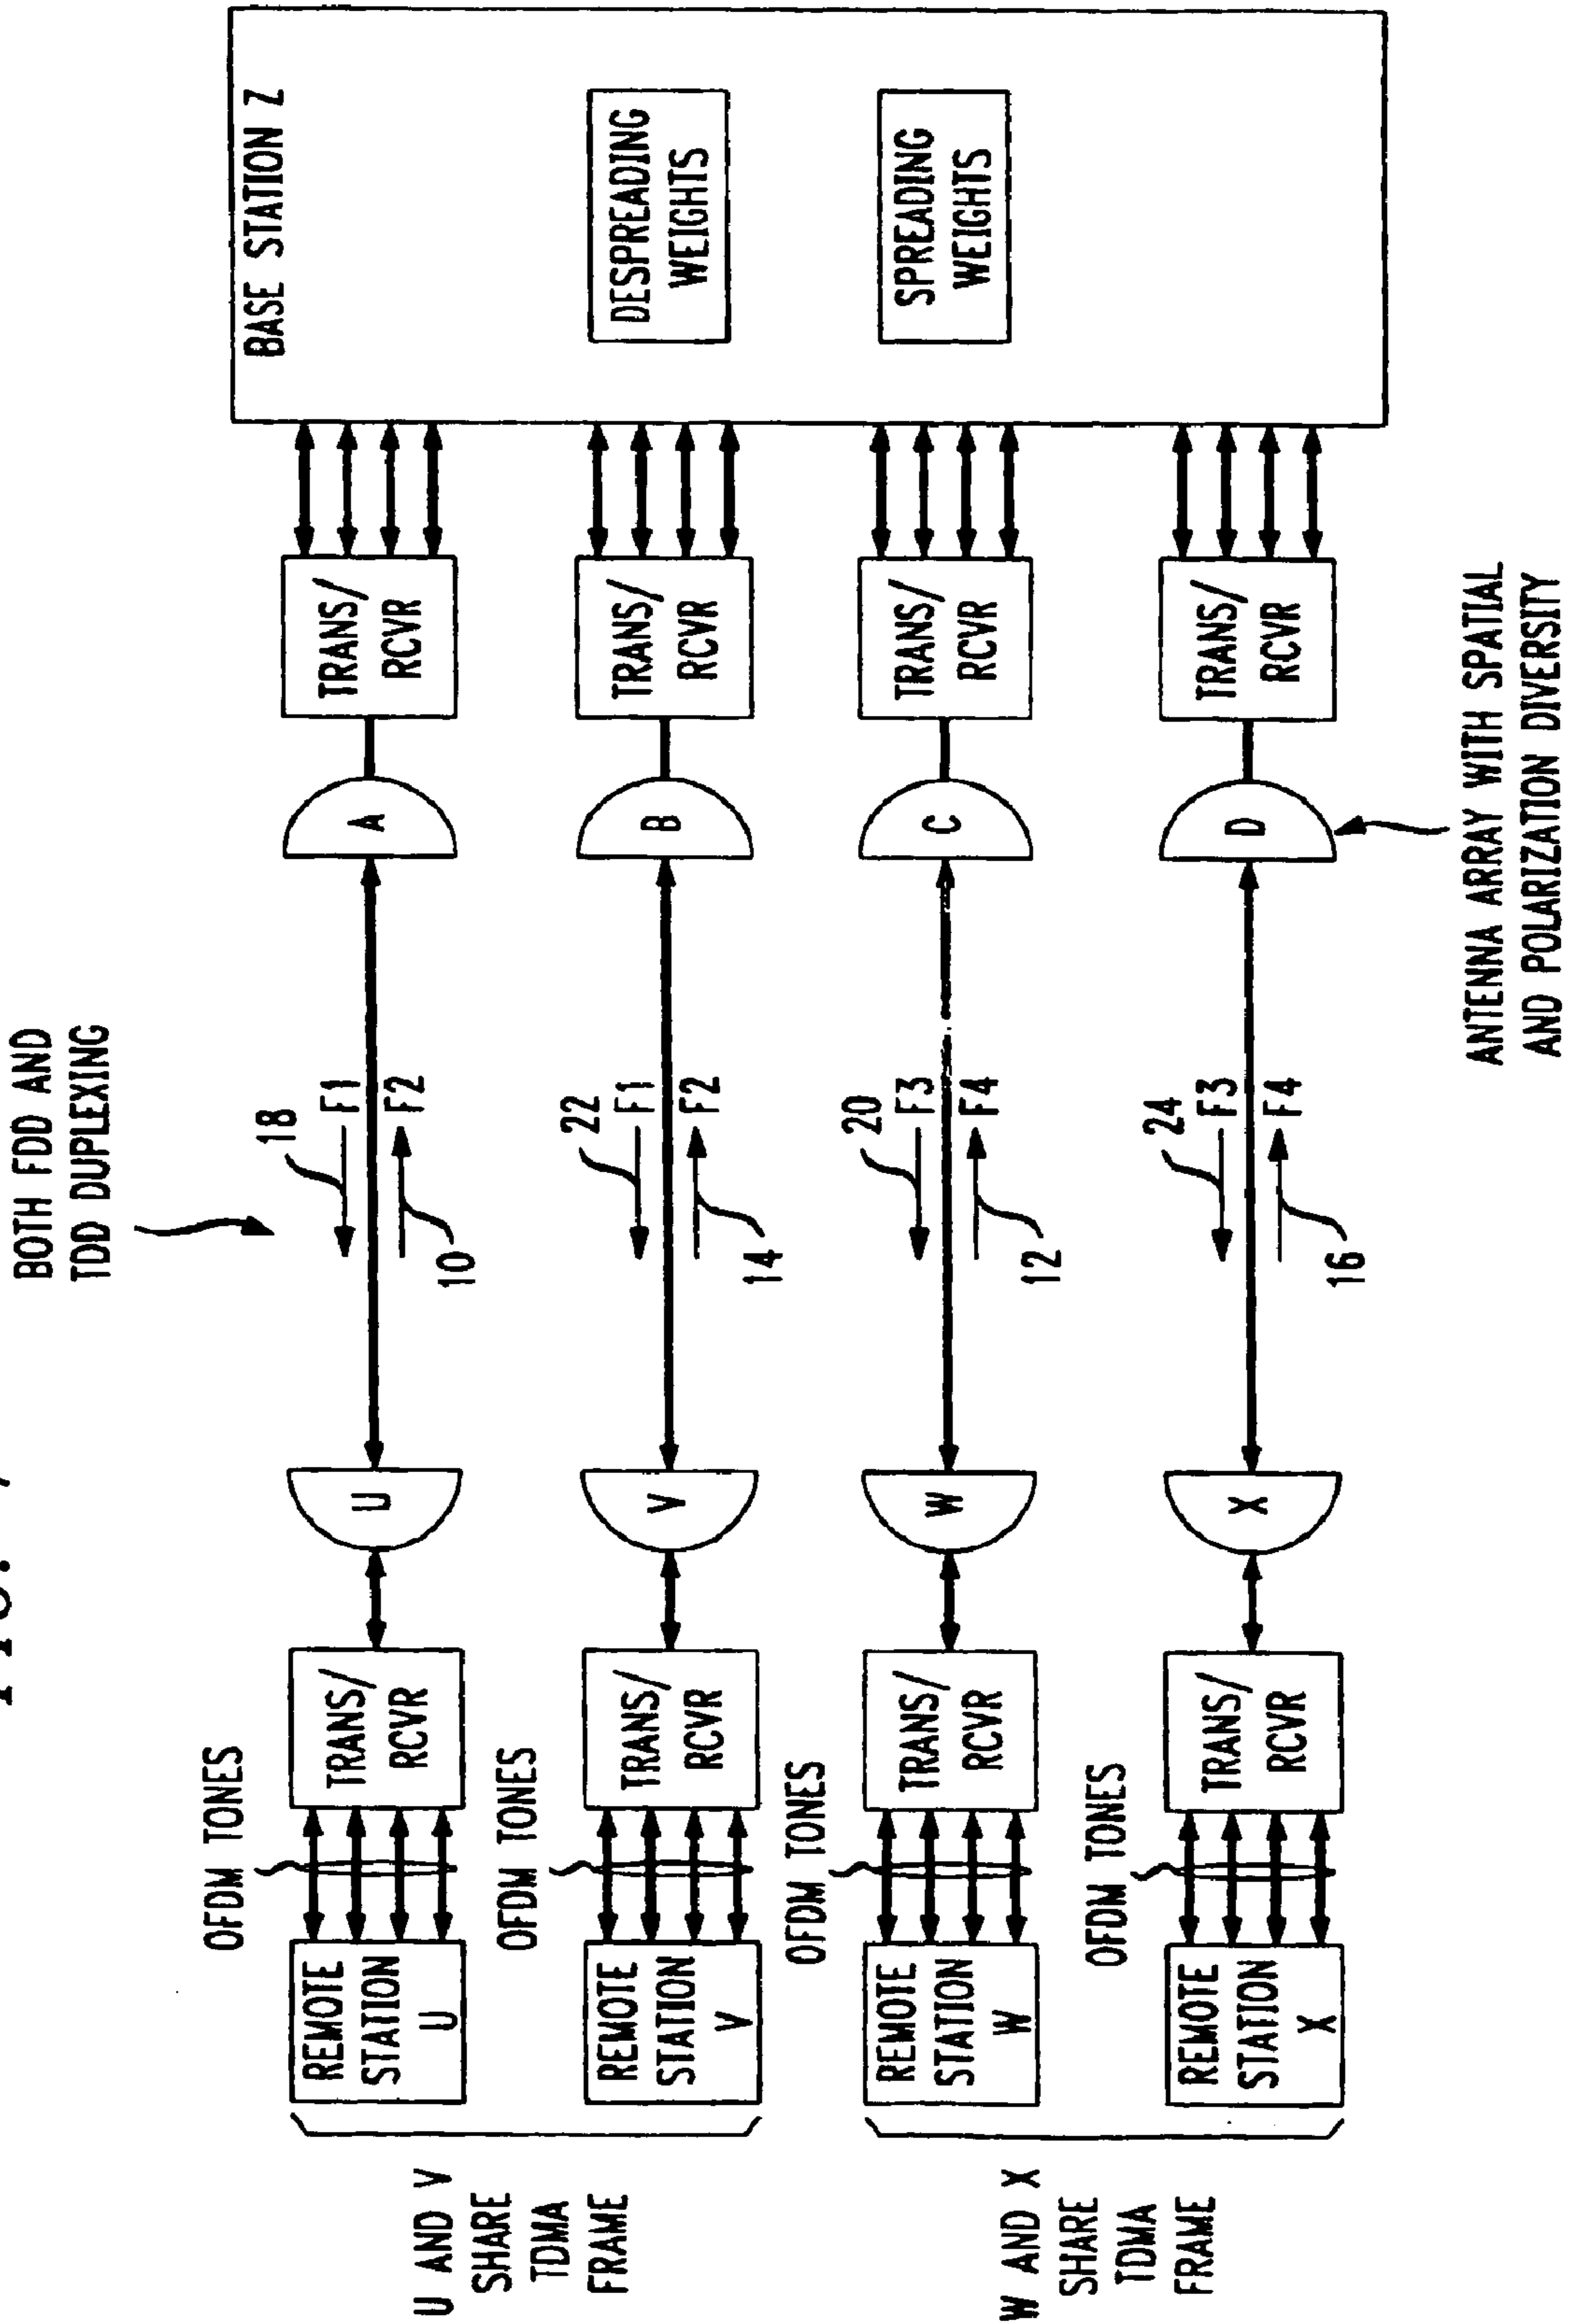 BOTH FDD AND
TDD DUPLEXING
BASE STATION Z
OFDM TONES
REMOTE
STATION
U
TRANS/
RCVR
U
18
F1
F2
10
A
TRANS/
RCVR
U AND V
SHARE
TDMA
FRAME
OFDM TONES
REMOTE
STATION
V
TRANS/
RCVR
V
22
F1
F2
14
B
TRANS/
RCVR
DESPREADING
WEIGHTS
OFDM TONES
REMOTE
STATION
W
TRANS/
RCVR
W
20
F3
F4
12
C
TRANS/
RCVR
SPREADING
WEIGHTS
W AND X
SHARE
TDMA
FRAME
OFDM TONES
REMOTE
STATION
X
TRANS/
RCVR
X
24
F3
F4
16
D
TRANS/
RCVR
ANTENNA ARRAY WITH SPATIAL
AND POLARIZATION DIVERSITY